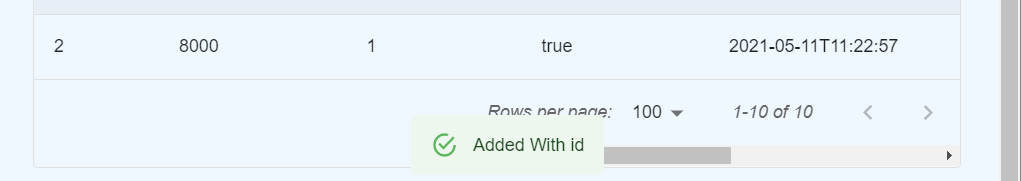 2 8000 1 true 2021-05-11T11:22:57
Rows per page: 100 1-10 of 10
Added With id